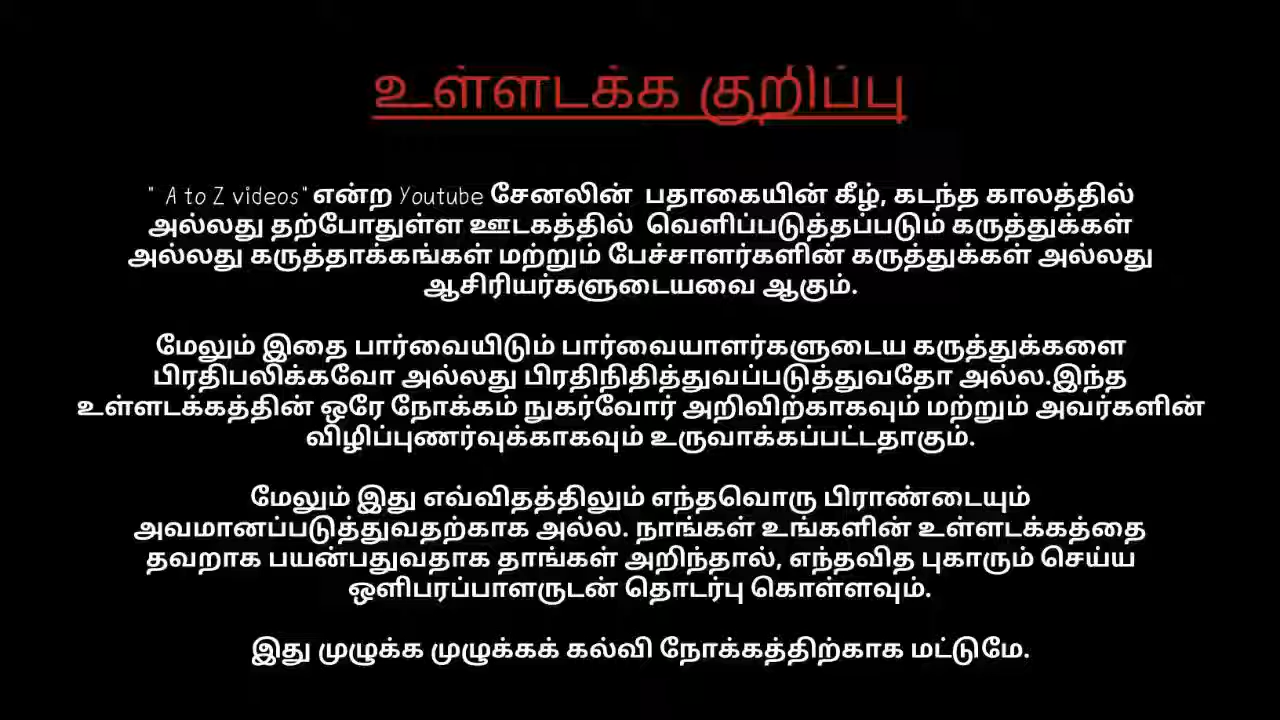 உள்ளடக்க குறிப்பு
" A to Z videos" என்ற Youtube சேனலின் பதாகையின் கீழ், கடந்த காலத்தில்
அல்லது தற்போதுள்ள ஊடகத்தில் வெளிப்படுத்தப்படும் கருத்துக்கள்
அல்லது கருத்தாக்கங்கள் மற்றும் பேச்சாளர்களின் கருத்துக்கள் அல்லது
ஆசிரியர்களுடையவை ஆகும்.
மேலும் இதை பார்வையிடும் பார்வையாளர்களுடைய கருத்துக்களை
பிரதிபலிக்கவோ அல்லது பிரதிநிதித்துவப்படுத்துவதோ அல்ல.இந்த
உள்ளடக்கத்தின் ஒரே நோக்கம் நுகர்வோர் அறிவிற்காகவும் மற்றும் அவர்களின்
விழிப்புணர்வுக்காகவும் உருவாக்கப்பட்டதாகும்.
மேலும் இது எவ்விதத்திலும் எந்தவொரு பிராண்டையும்
அவமானப்படுத்துவதற்காக அல்ல. நாங்கள் உங்களின் உள்ளடக்கத்தை
தவறாக பயன்பதுவதாக தாங்கள் அறிந்தால், எந்தவித புகாரும் செய்ய
ஒளிபரப்பாளருடன் தொடர்பு கொள்ளவும்.
இது முழுக்க முழுக்கக் கல்வி நோக்கத்திற்காக மட்டுமே.